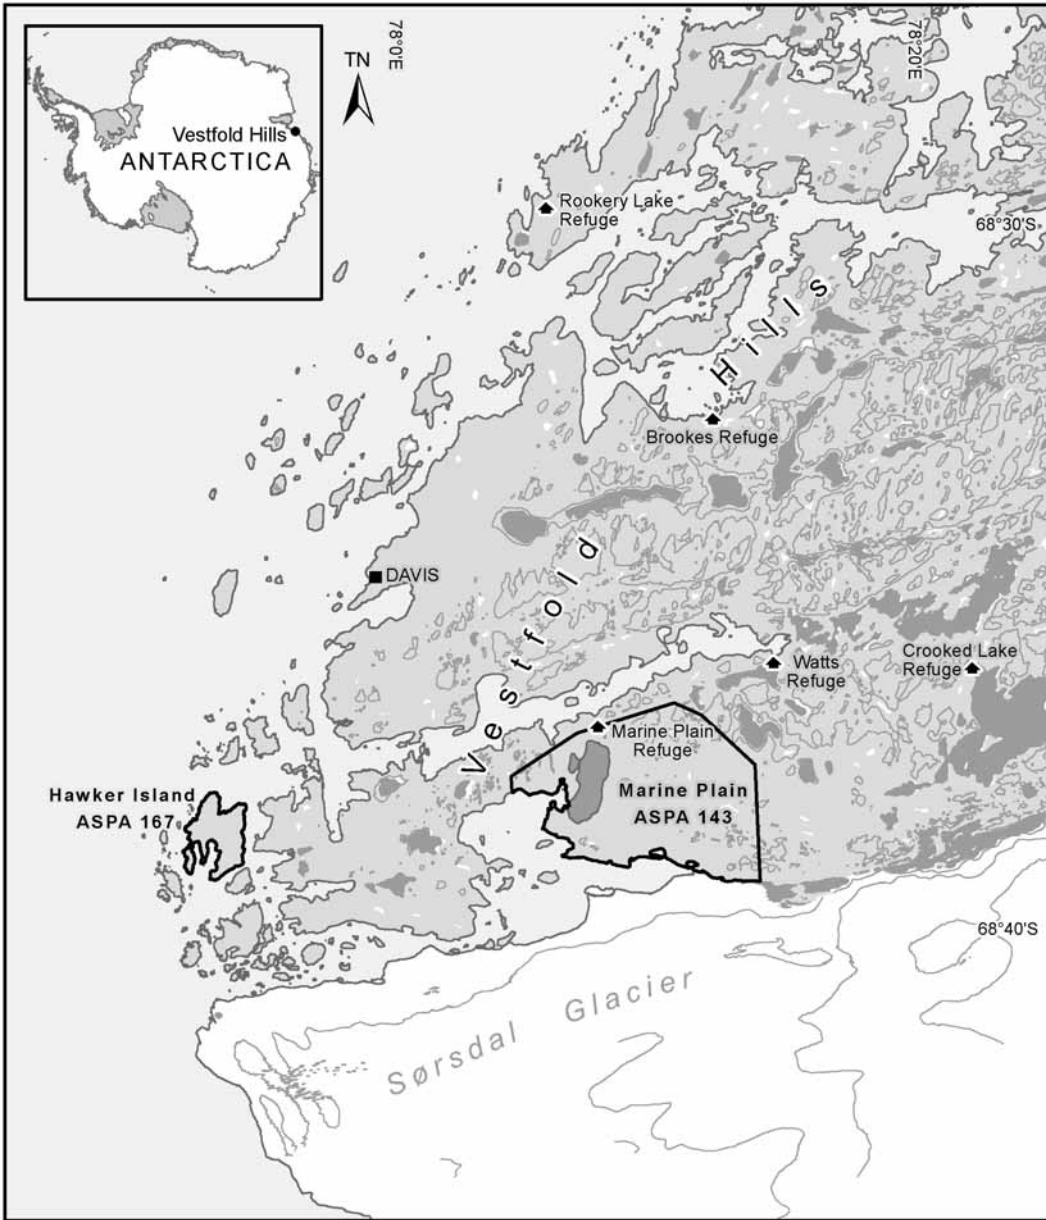 78°0'E
78°20'E
TN
Vestfold Hills
ANTARCTICA
Rookery Lake
Refuge
68°30'S
Vestfold Hills
Brookes Refuge
DAVIS
Watts
Refuge
Crooked Lake
Refuge
Marine Plain
Refuge
Marine Plain
ASPA 143
Hawker Island
ASPA 167
68°40'S
Sørsdal Glacier